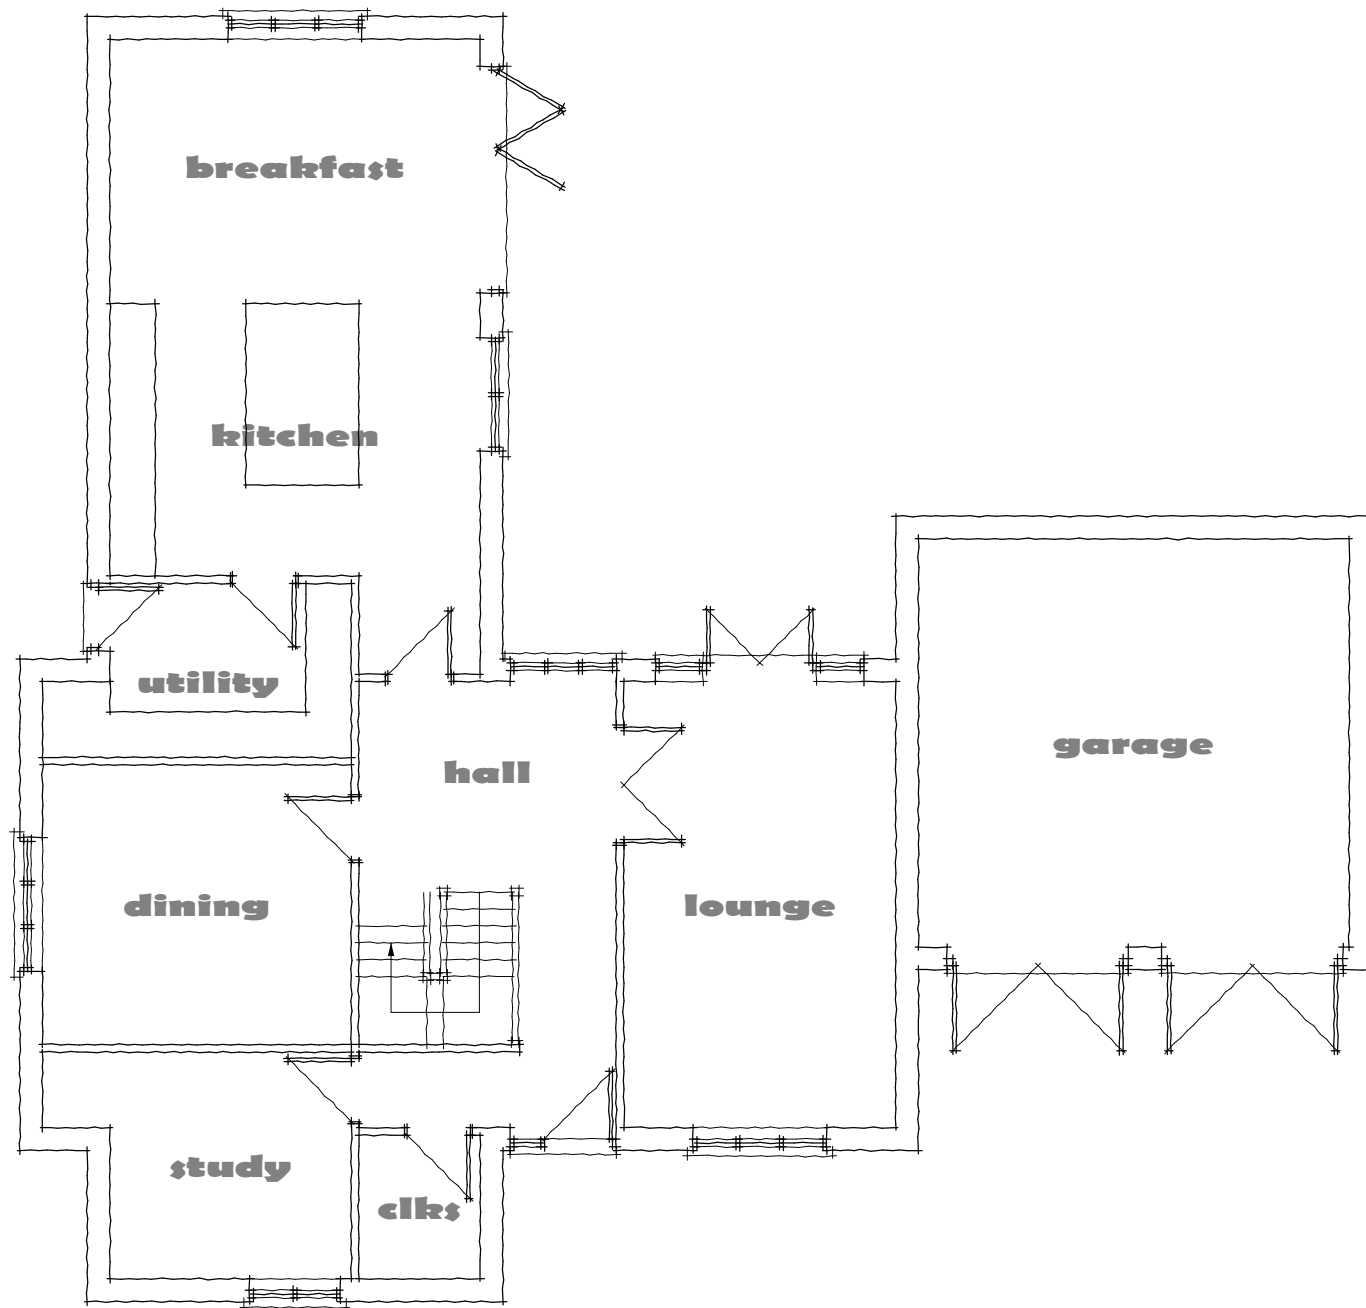 breakfast
kitchen
utility
hall
garage
dining
lounge
study
clks